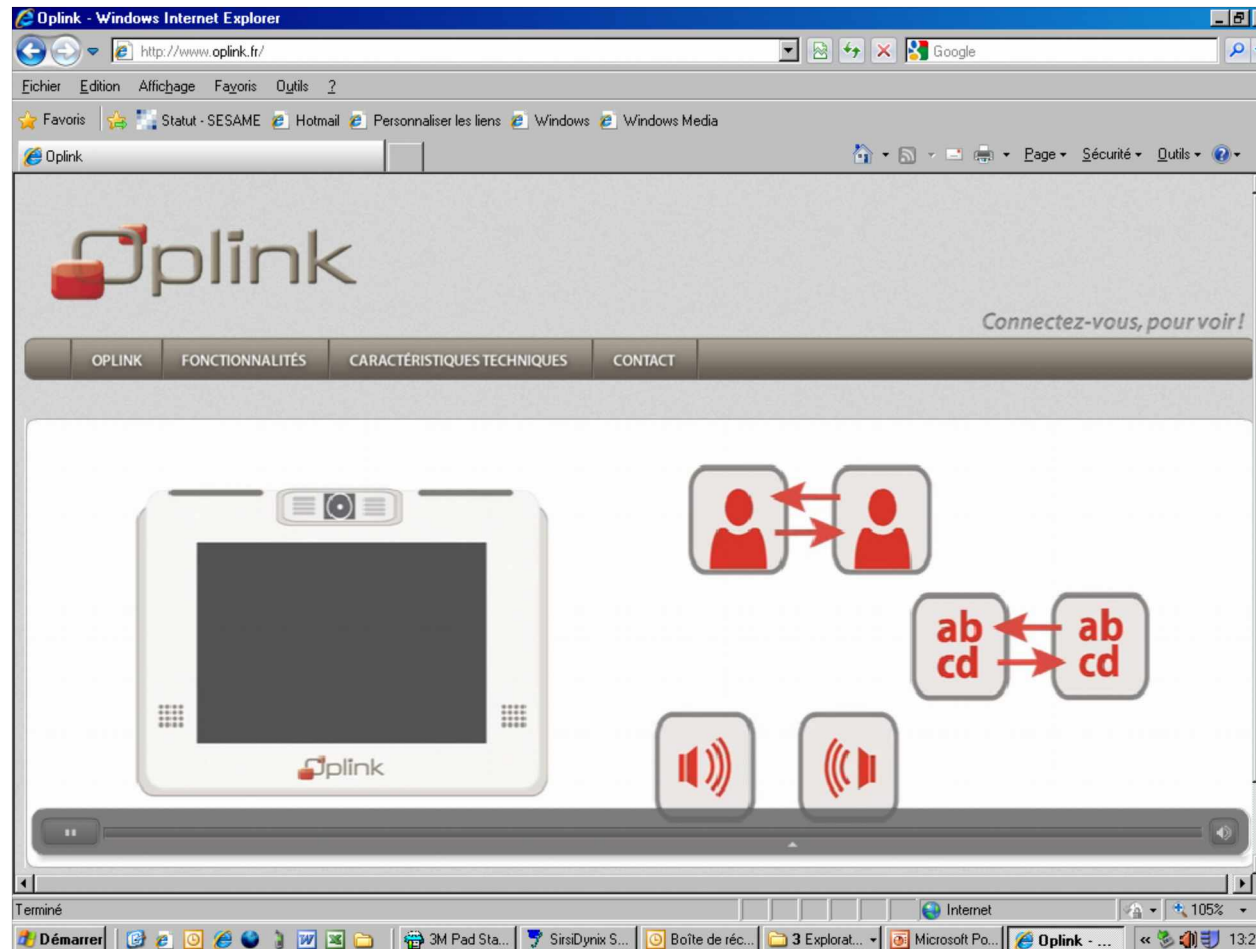 Oplink - Windows Internet Explorer
http://www.oplink.fr/
Google
Fichier Edition Affichage Favoris Outils ?
Favoris Statut - SESAME Hotmail Personnaliser les liens Windows Windows Media
Oplink
Page Sécurité Outils
Oplink
Connectez-vous, pour voir !
OPLINK FONCTIONNALITÉS CARACTÉRISTIQUES TECHNIQUES CONTACT
ab ab
cd cd
Oplink
Terminé Internet 105%
Démarrer 3M Pad Sta... SirsiDynix S... Boîte de réc... 3 Explorat... Microsoft Po... Oplink - ...